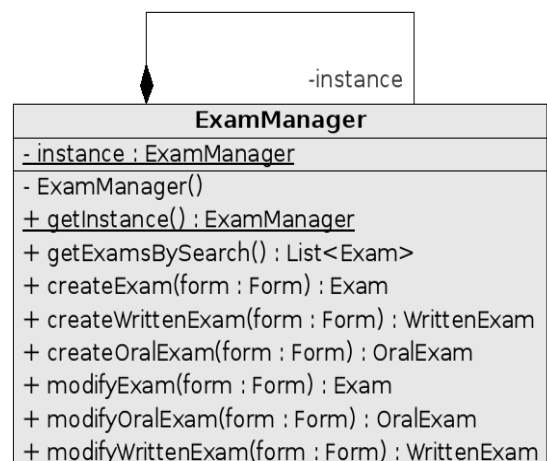 -instance
ExamManager
- instance : ExamManager
- ExamManager()
+ getInstance() : ExamManager
+ getExamsBySearch() : List<Exam>
+ createExam(form : Form) : Exam
+ createWrittenExam(form : Form) : WrittenExam
+ createOralExam(form : Form) : OralExam
+ modifyExam(form : Form) : Exam
+ modifyOralExam(form : Form) : OralExam
+ modifyWrittenExam(form : Form) : WrittenExam